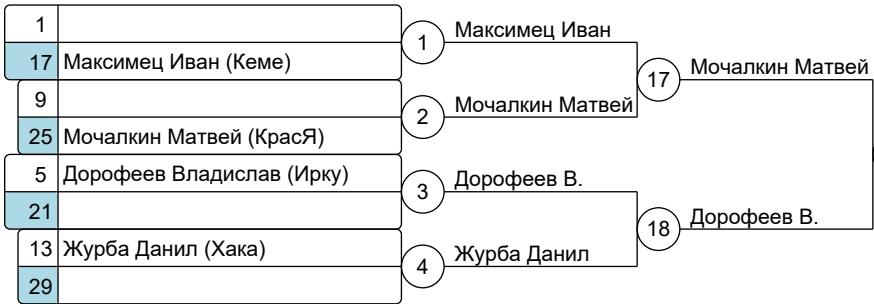 1
17 Максимец Иван (Кеме)
1 Максимец Иван
9
25 Мочалкин Матвей (КрасЯ)
2 Мочалкин Матвей
17 Мочалкин Матвей
5 Дорофеев Владислав (Ирку)
21
3 Дорофеев В.
13 Журба Данил (Хака)
29
4 Журба Данил
18 Дорофеев В.